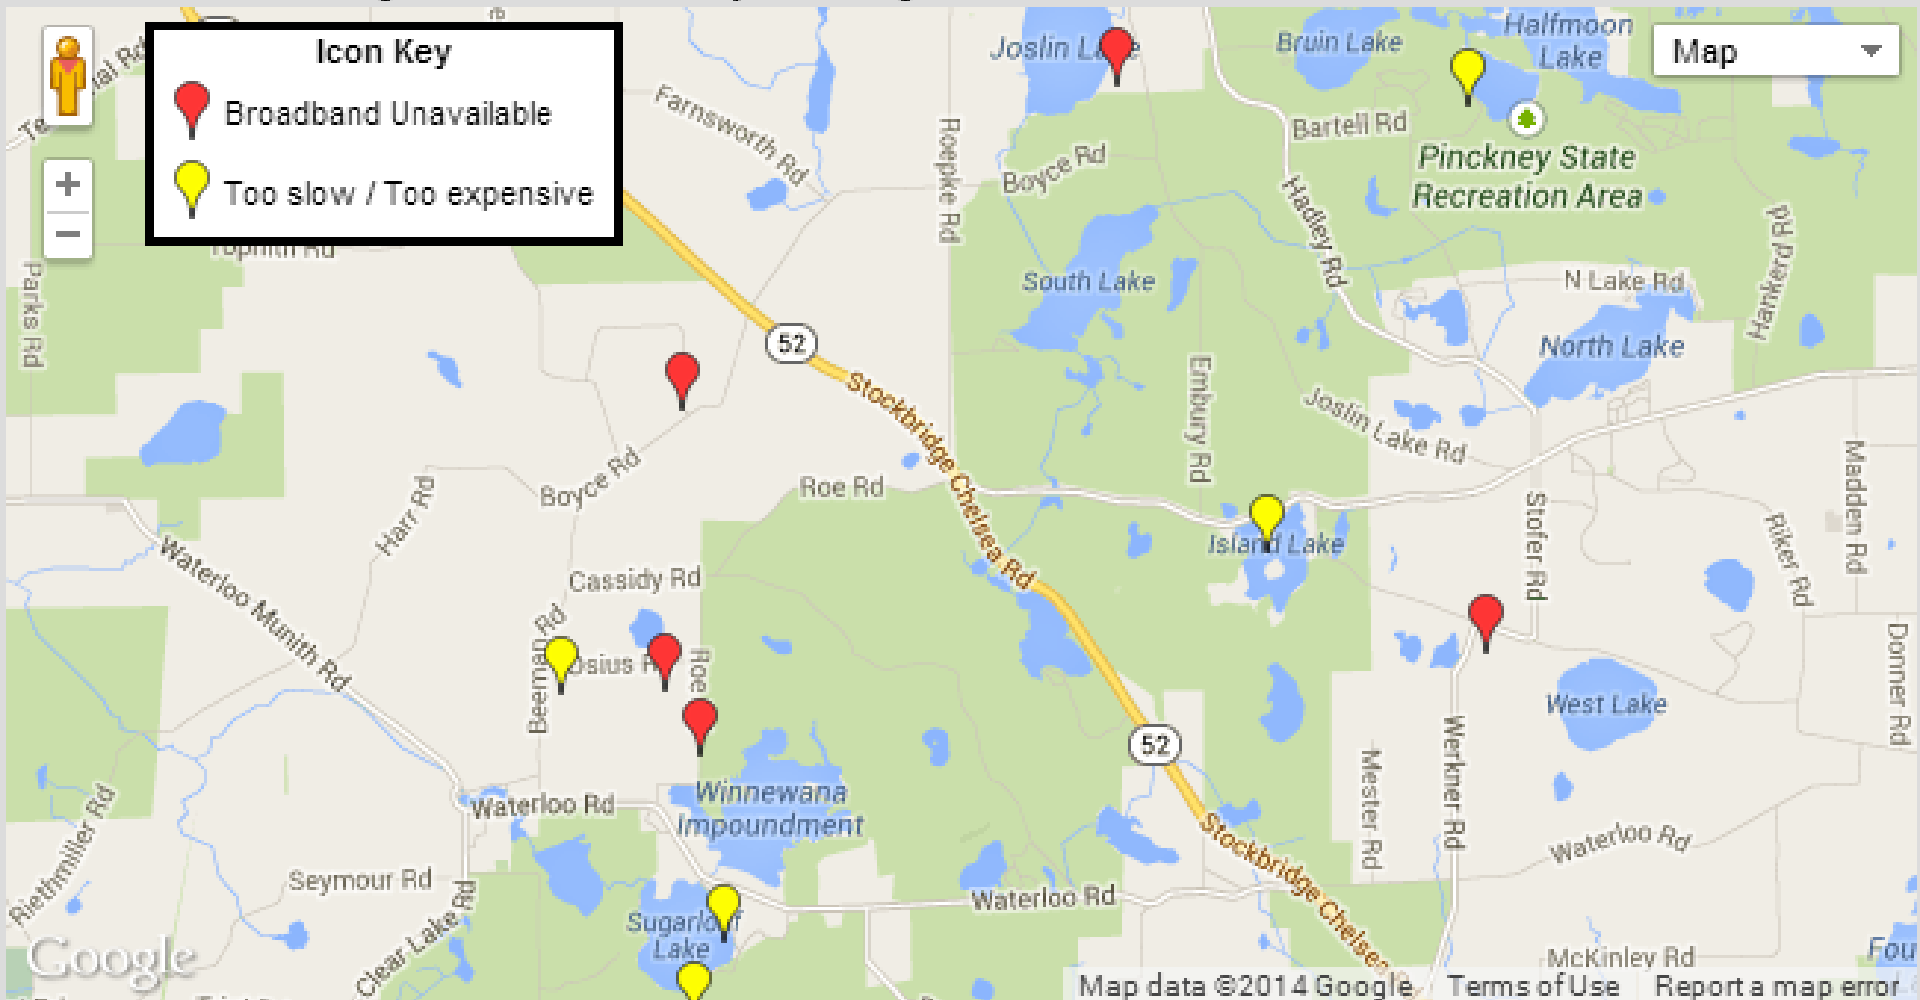 Icon Key
Broadband Unavailable
Too slow / Too expensive
Map
+
−
Joslin Lake
Bruin Lake
Halfmoon
Lake
Farnsworth Rd
Roepke Rd
Boyce Rd
Bartell Rd
Pinckney State
Recreation Area
Hadley Rd
Hankerd Rd
Parks Rd
South Lake
N Lake Rd
52
North Lake
Stockbridge Chelsea Rd
Embury Rd
Joslin Lake Rd
Boyce Rd
Roe Rd
Harr Rd
Madden Rd
Stofer Rd
Riker Rd
Waterloo Munith Rd
Island Lake
Cassidy Rd
Beeman Rd
Osius R
Roe
Donner Rd
West Lake
52
Werkner Rd
Mester Rd
Winnewana
Impoundment
Waterloo Rd
Riethmiller Rd
Waterloo Rd
Stockbridge Chelsea
Seymour Rd
Clear Lake Rd
Waterloo Rd
Sugarloaf
Lake
McKinley Rd
Fou
Google
Map data ©2014 Google
Terms of Use
Report a map error